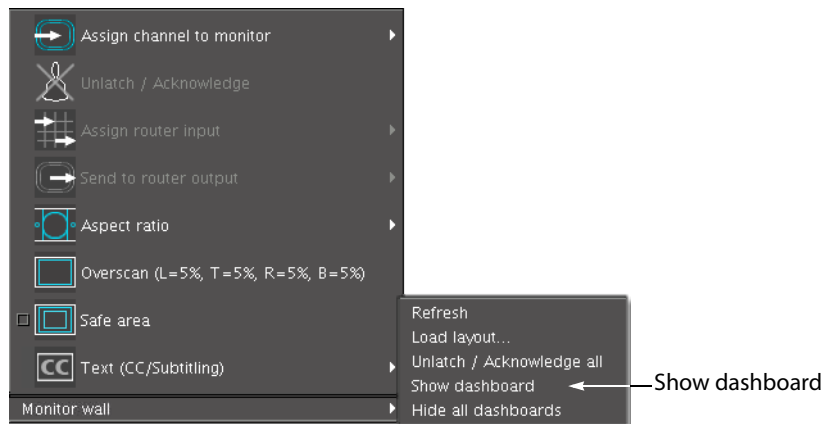 Assign channel to monitor
Unlatch / Acknowledge
Assign router input
Send to router output
Aspect ratio
Overscan (L=5%, T=5%, R=5%, B=5%)
Safe area
CC Text (CC/Subtitling)
Monitor wall
Refresh
Load layout...
Unlatch / Acknowledge all
Show dashboard
Hide all dashboards
Show dashboard